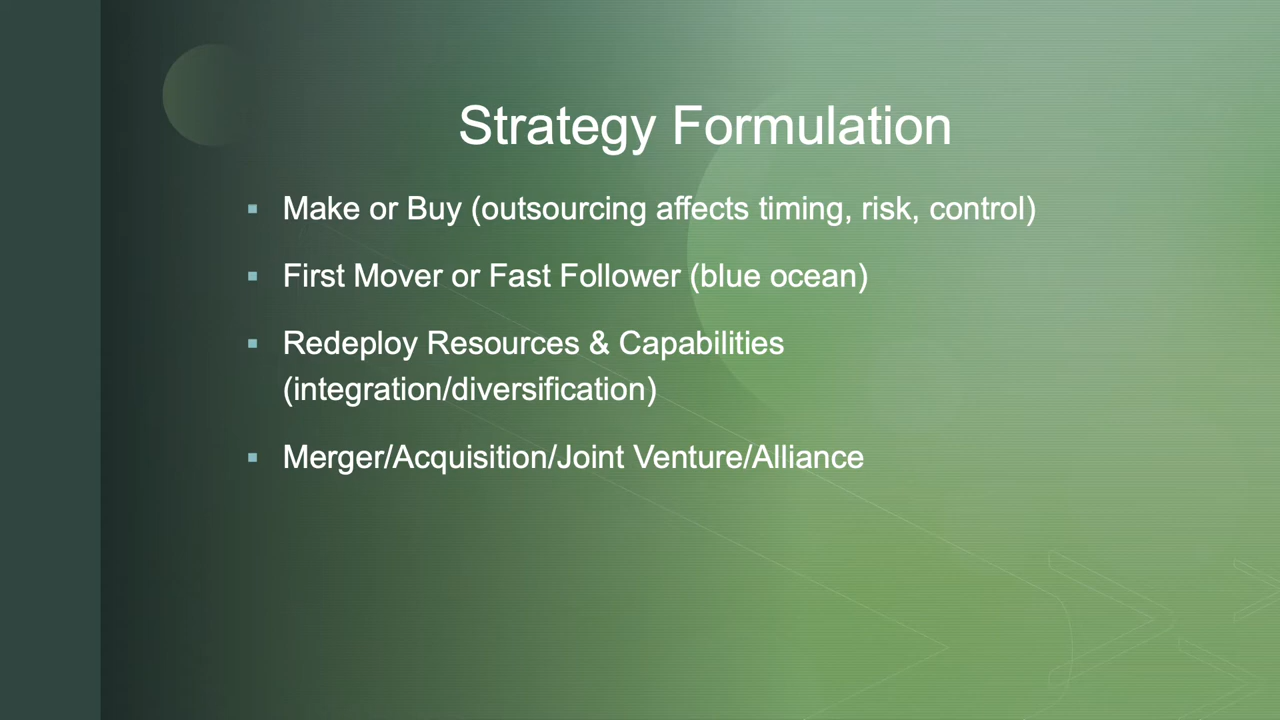 Strategy Formulation
▪ Make or Buy (outsourcing affects timing, risk, control)
▪ First Mover or Fast Follower (blue ocean)
▪ Redeploy Resources & Capabilities
(integration/diversification)
▪ Merger/Acquisition/Joint Venture/Alliance